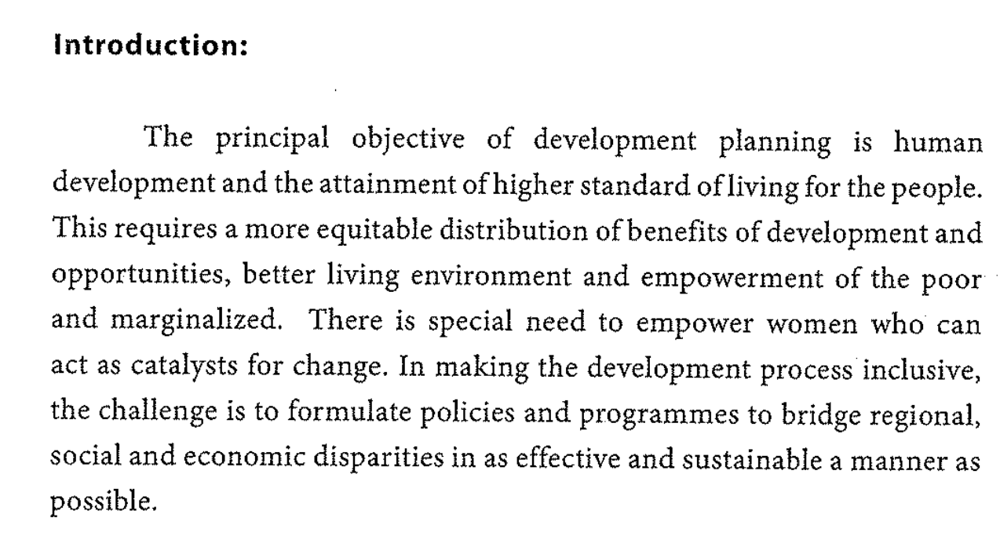 Introduction:
The principal objective of development planning is human
development and the attainment of higher standard of living for the people.
This requires a more equitable distribution of benefits of development and
opportunities, better living environment and empowerment of the poor
and marginalized. There is special need to empower women who can
act as catalysts for change. In making the development process inclusive,
the challenge is to formulate policies and programmes to bridge regional,
social and economic disparities in as effective and sustainable a manner as
possible.